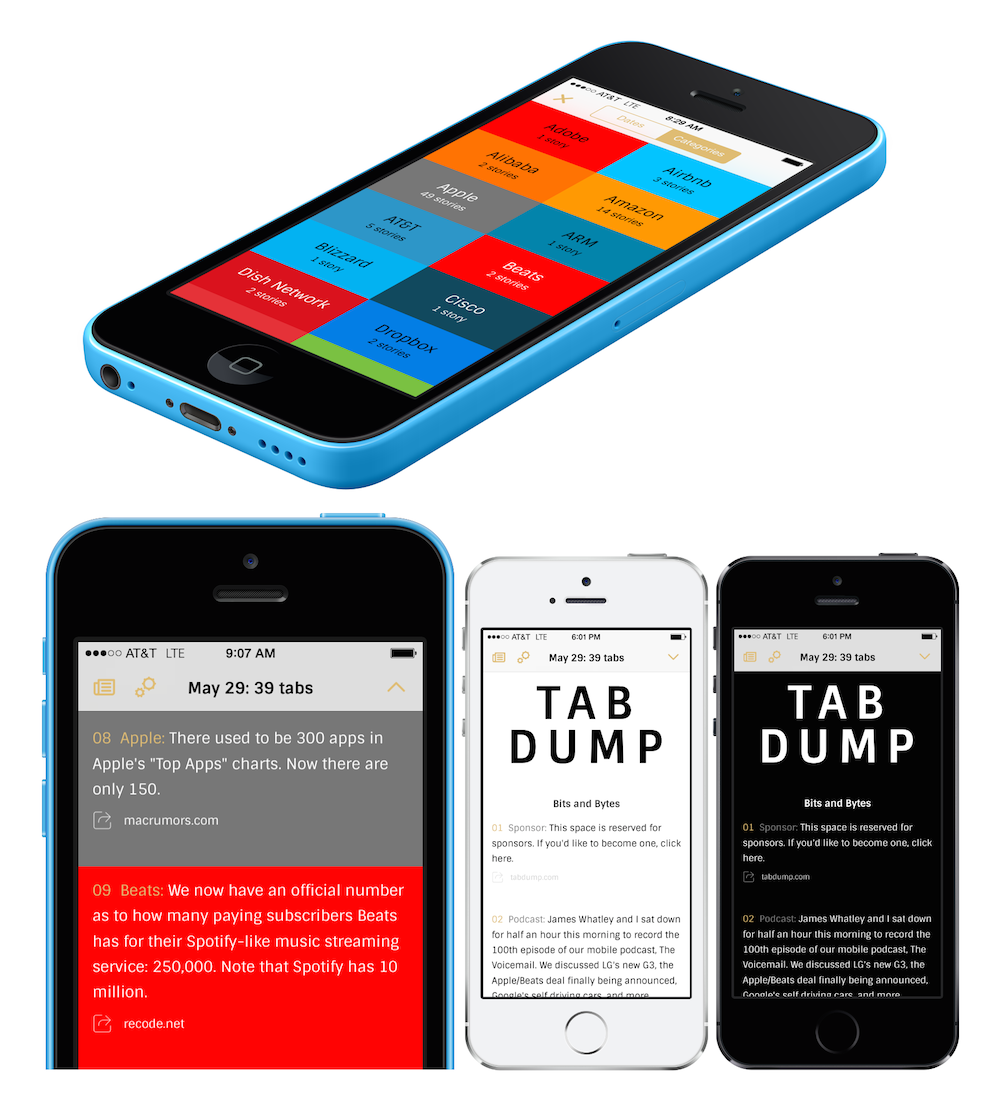 AT&T LTE 8:29 AM
Dates Categories
Adobe
1 story
Airbnb
3 stories
Alibaba
2 stories
Amazon
14 stories
Apple
49 stories
ARM
1 story
AT&T
5 stories
Beats
2 stories
Blizzard
1 story
Cisco
1 story
Dish Network
2 stories
Dropbox
2 stories
AT&T LTE 9:07 AM
May 29: 39 tabs
08 Apple: There used to be 300 apps in
Apple's "Top Apps" charts. Now there are
only 150.
macrumors.com
09 Beats: We now have an official number
as to how many paying subscribers Beats
has for their Spotify-like music streaming
service: 250,000. Note that Spotify has 10
million.
recode.net
AT&T LTE 6:01 PM
May 29: 39 tabs
TAB
DUMP
Bits and Bytes
01 Sponsor: This space is reserved for
sponsors. If you'd like to become one, click
here.
tabdump.com
02 Podcast: James Whatley and I sat down
for half an hour this morning to record the
100th episode of our mobile podcast, The
Voicemail. We discussed LG's new G3, the
Apple/Beats deal finally being announced,
Google's self driving cars, and more
AT&T LTE 6:01 PM
May 29: 39 tabs
TAB
DUMP
Bits and Bytes
01 Sponsor: This space is reserved for
sponsors. If you'd like to become one, click
here.
tabdump.com
02 Podcast: James Whatley and I sat down
for half an hour this morning to record the
100th episode of our mobile podcast, The
Voicemail. We discussed LG's new G3, the
Apple/Beats deal finally being announced,
Google's self driving cars, and more